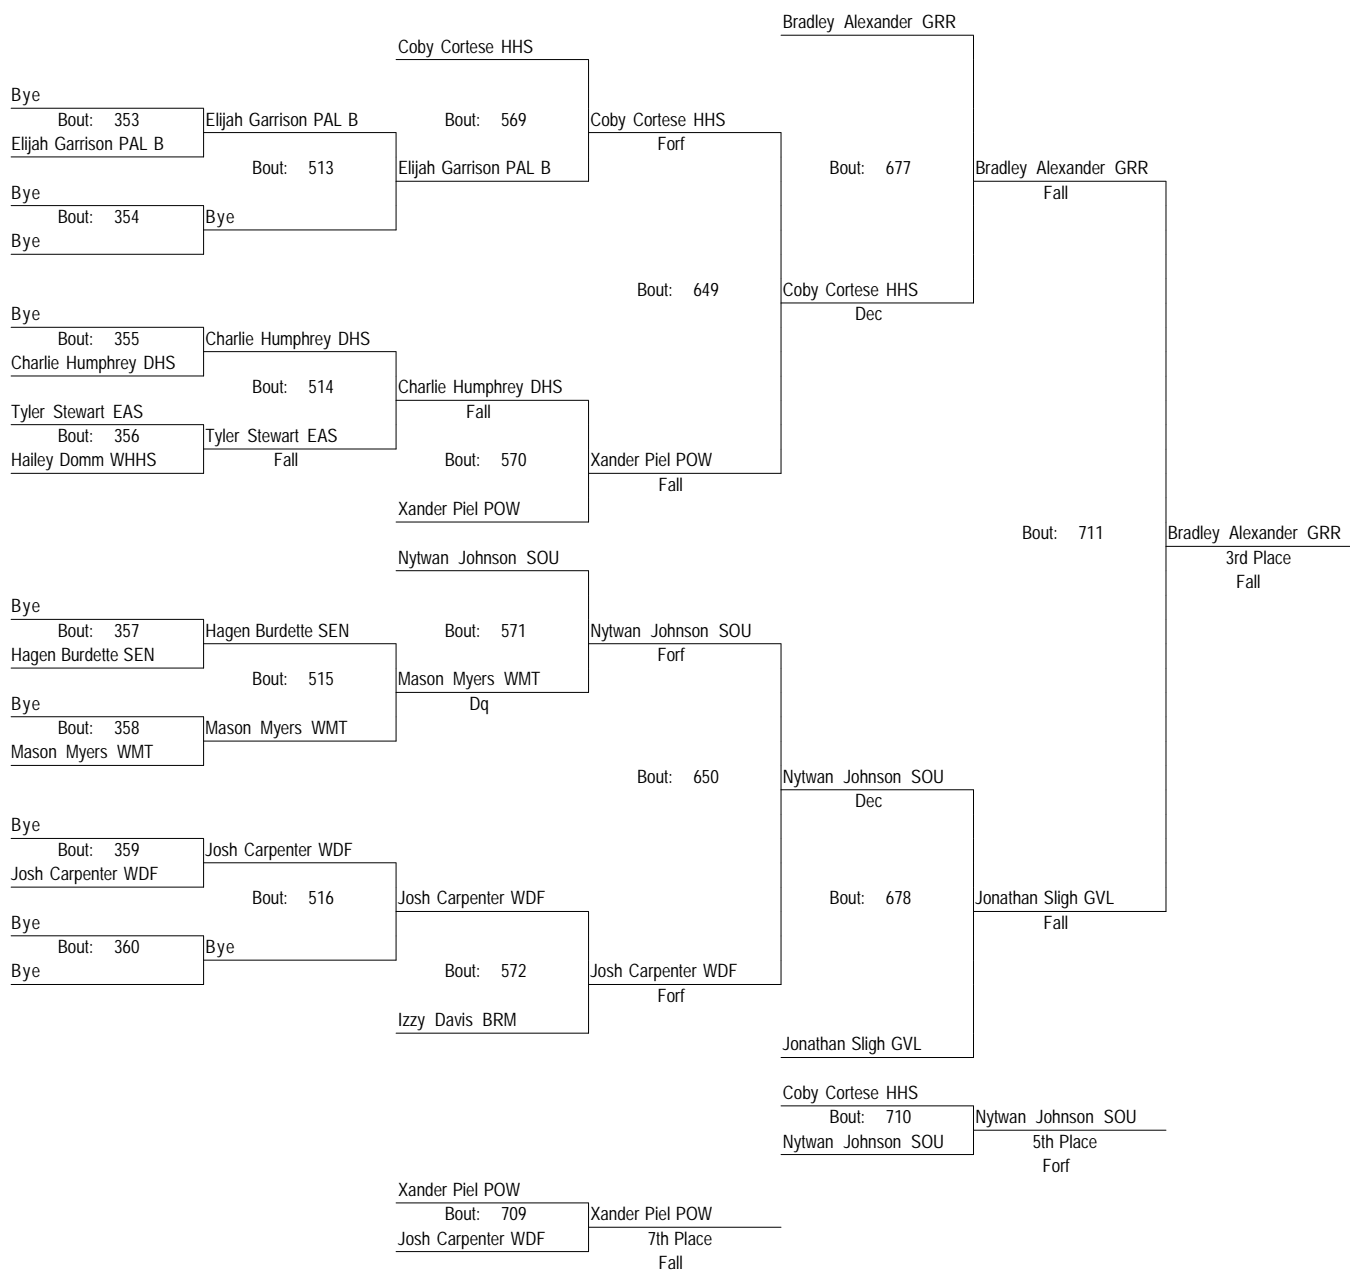 Bradley Alexander GRR
Coby Cortese HHS
Bye
Bout: 353
Elijah Garrison PAL B
Elijah Garrison PAL B
Bout: 569
Coby Cortese HHS
Forf
Bout: 513
Elijah Garrison PAL B
Bout: 677
Bradley Alexander GRR
Fall
Bye
Bout: 354
Bye
Bye
Bout: 649
Coby Cortese HHS
Dec
Bye
Bout: 355
Charlie Humphrey DHS
Charlie Humphrey DHS
Bout: 514
Charlie Humphrey DHS
Fall
Tyler Stewart EAS
Bout: 356
Hailey Domm WHHS
Tyler Stewart EAS
Fall
Bout: 570
Xander Piel POW
Fall
Xander Piel POW
Bout: 711
Bradley Alexander GRR
3rd Place
Fall
Nytwan Johnson SOU
Bye
Bout: 357
Hagen Burdette SEN
Hagen Burdette SEN
Bout: 571
Nytwan Johnson SOU
Forf
Bout: 515
Mason Myers WMT
Dq
Bye
Bout: 358
Mason Myers WMT
Mason Myers WMT
Bout: 650
Nytwan Johnson SOU
Dec
Bye
Bout: 359
Josh Carpenter WDF
Josh Carpenter WDF
Bout: 516
Josh Carpenter WDF
Bout: 678
Jonathan Sligh GVL
Fall
Bye
Bout: 360
Bye
Bye
Bout: 572
Josh Carpenter WDF
Forf
Izzy Davis BRM
Jonathan Sligh GVL
Coby Cortese HHS
Bout: 710
Nytwan Johnson SOU
Nytwan Johnson SOU
5th Place
Forf
Xander Piel POW
Bout: 709
Josh Carpenter WDF
Xander Piel POW
7th Place
Fall